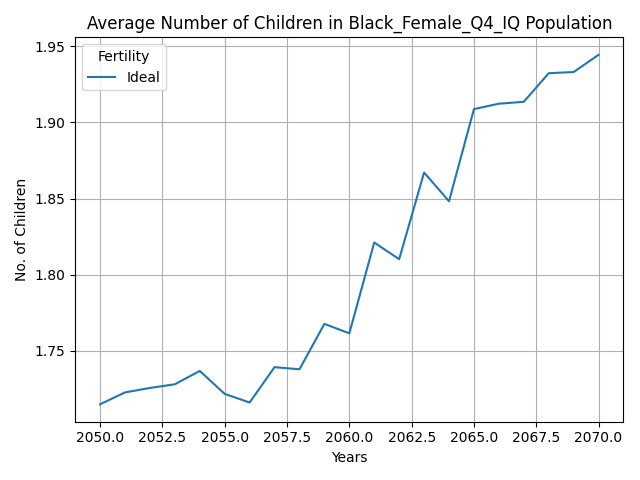 Average Number of Children in Black_Female_Q4_IQ Population
Fertility
Ideal
1.95
1.90
1.85
1.80
1.75
No. of Children
2050.0 2052.5 2055.0 2057.5 2060.0 2062.5 2065.0 2067.5 2070.0
Years